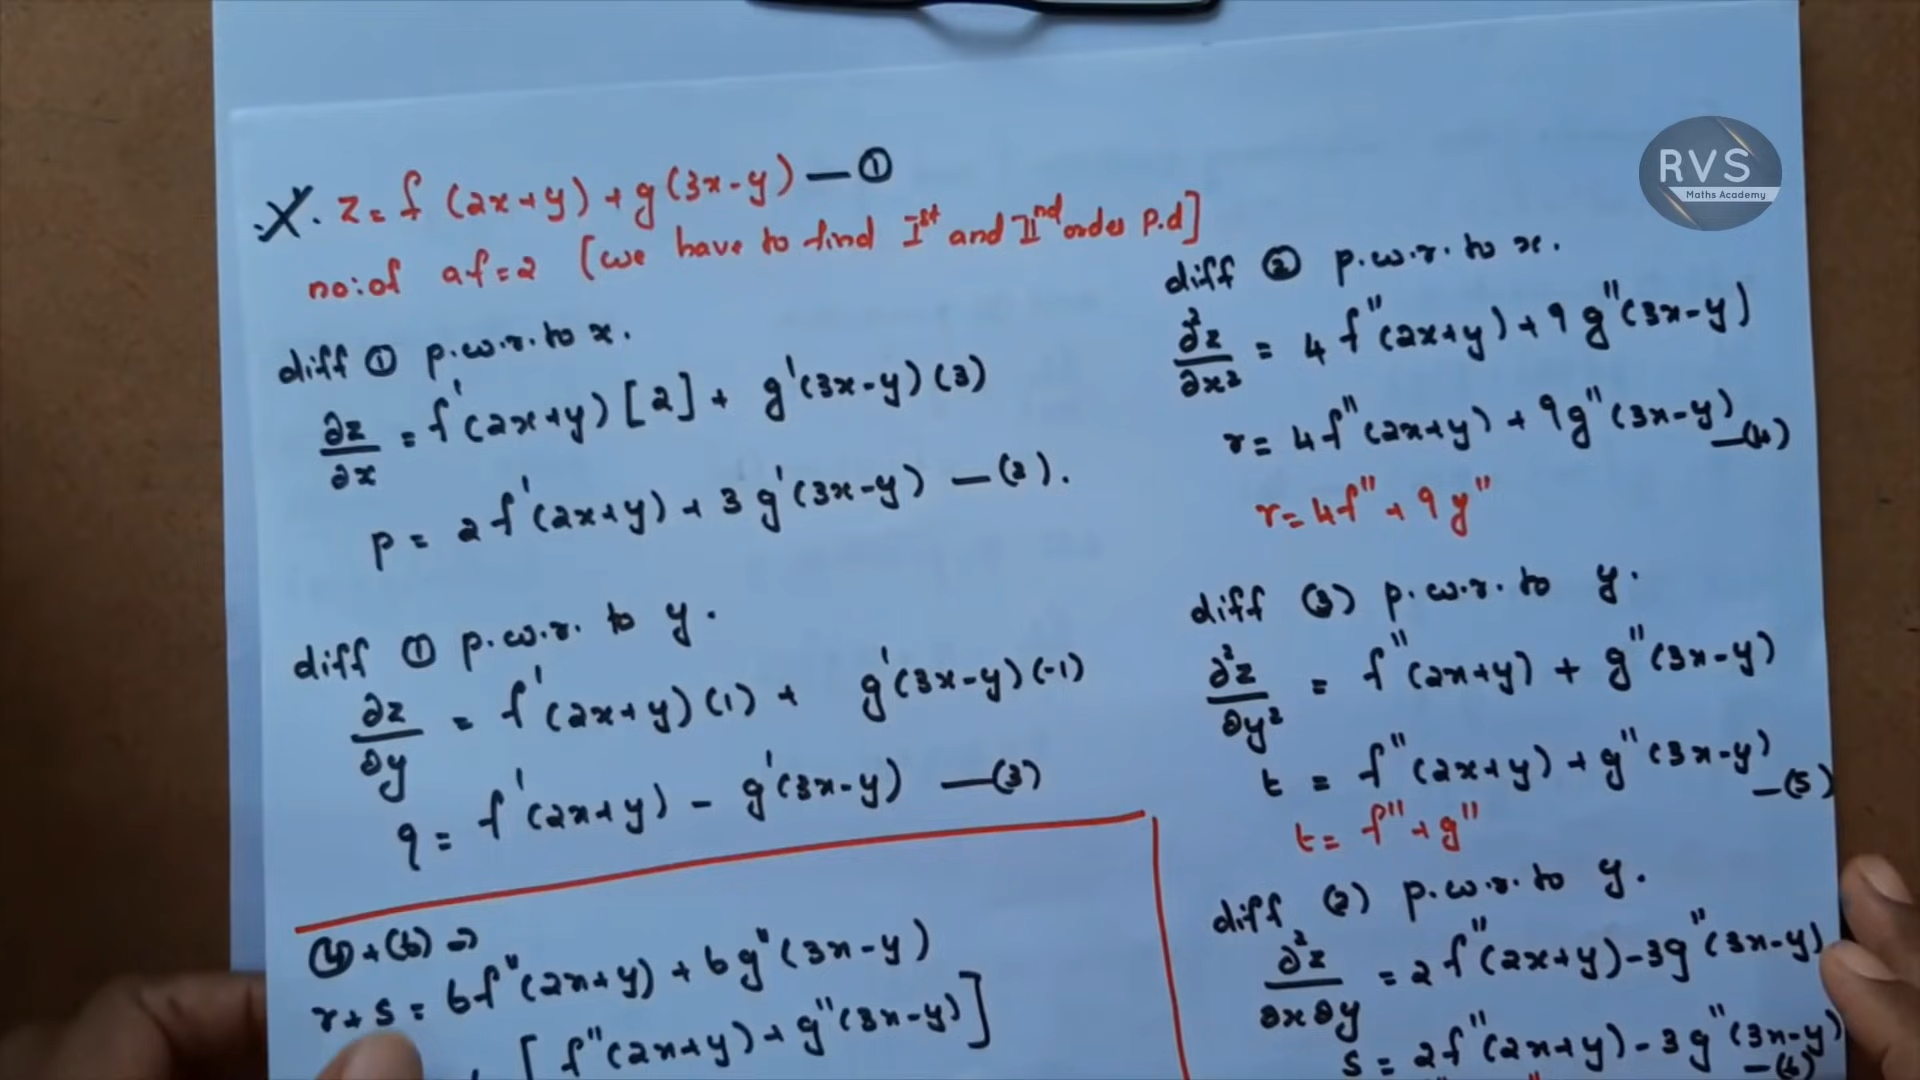 X. z = f (2x+y) + g (3x-y) — ①
no: of af = 2 [we have to find Ist and IInd order p.d]
diff ① p.w.r. to x.
∂z/∂x = f'(2x+y) [2] + g'(3x-y) (3)
p = 2f'(2x+y) + 3g'(3x-y) — (2).
diff ① p.w.r. to y.
∂z/∂y = f'(2x+y) (1) + g'(3x-y) (-1)
q = f'(2x+y) - g'(3x-y) — (3)
(4)+(6) ⇒
r+s = 6f''(2x+y) + 6g''(3x-y)
[f''(2x+y) + g''(3x-y)]
RVS
Maths Academy
diff ② p.w.r. to x.
∂²z/∂x² = 4f''(2x+y) + 9g''(3x-y)
r = 4f''(2x+y) + 9g''(3x-y) — (4)
r = 4f'' + 9g''
diff (3) p.w.r. to y.
∂²z/∂y² = f''(2x+y) + g''(3x-y)
t = f''(2x+y) + g''(3x-y) — (5)
t = f'' + g''
diff (2) p.w.r. to y.
∂²z/∂x∂y = 2f''(2x+y) - 3g''(3x-y)
s = 2f''(2x+y) - 3g''(3x-y) — (6)